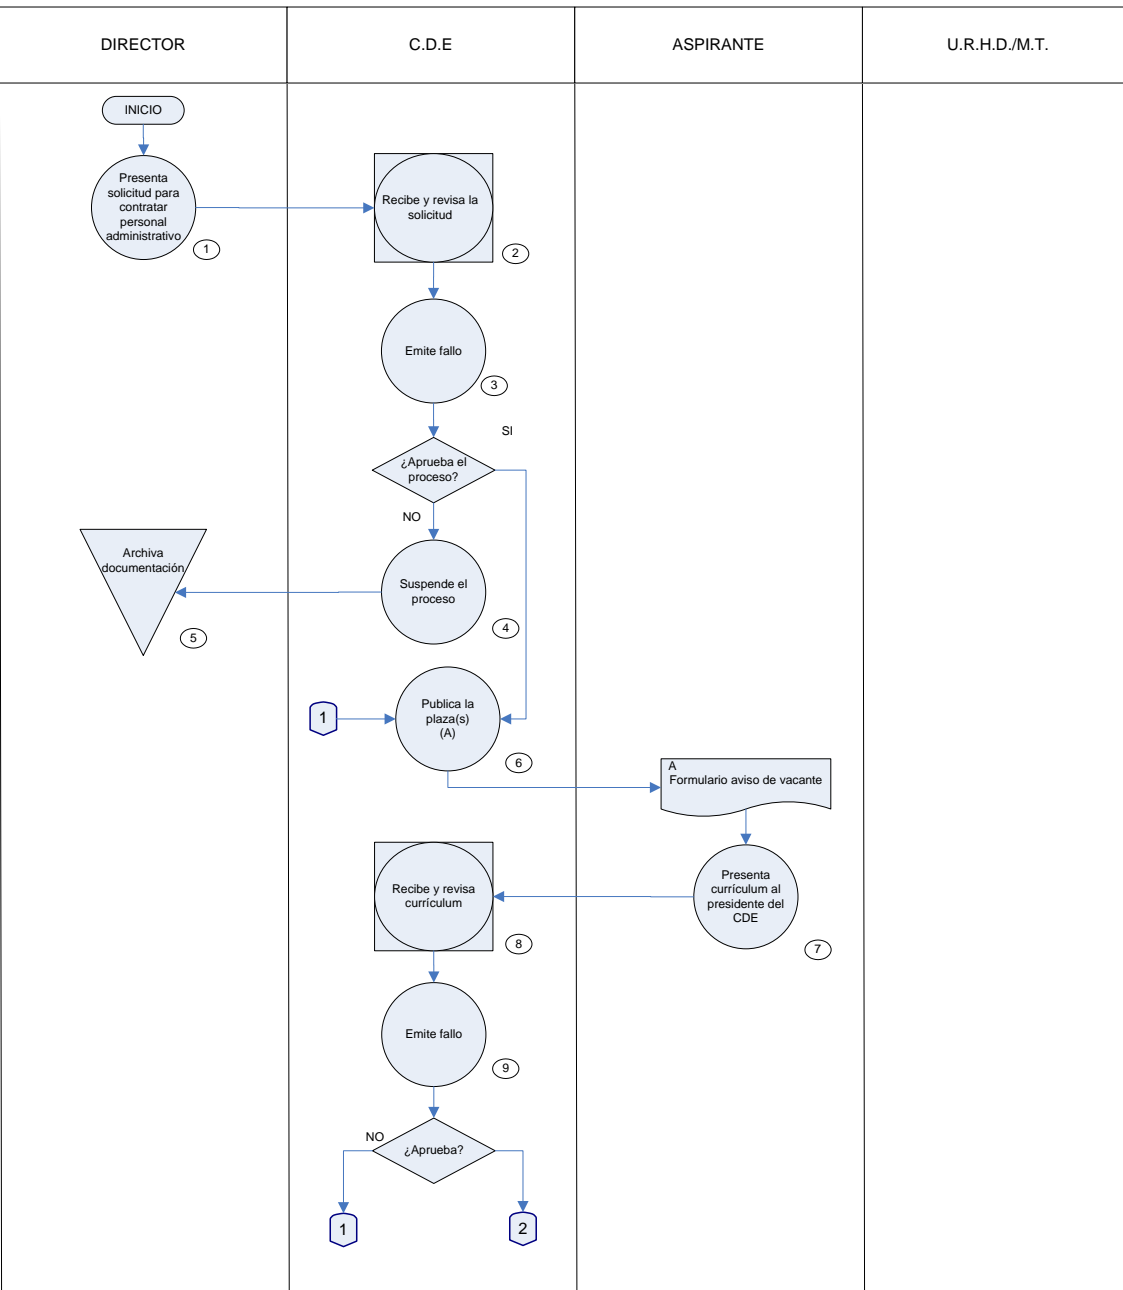 DIRECTOR
C.D.E
ASPIRANTE
U.R.H.D./M.T.
INICIO
Presenta
solicitud para
contratar
personal
administrativo
1
Recibe y revisa la
solicitud
2
Emite fallo
3
SI
¿Aprueba el
proceso?
NO
Suspende el
proceso
4
Archiva
documentación
5
1
Publica la
plaza(s)
(A)
6
A
Formulario aviso de vacante
Presenta
currículum al
presidente del
CDE
7
Recibe y revisa
currículum
8
Emite fallo
9
NO
¿Aprueba?
1
2